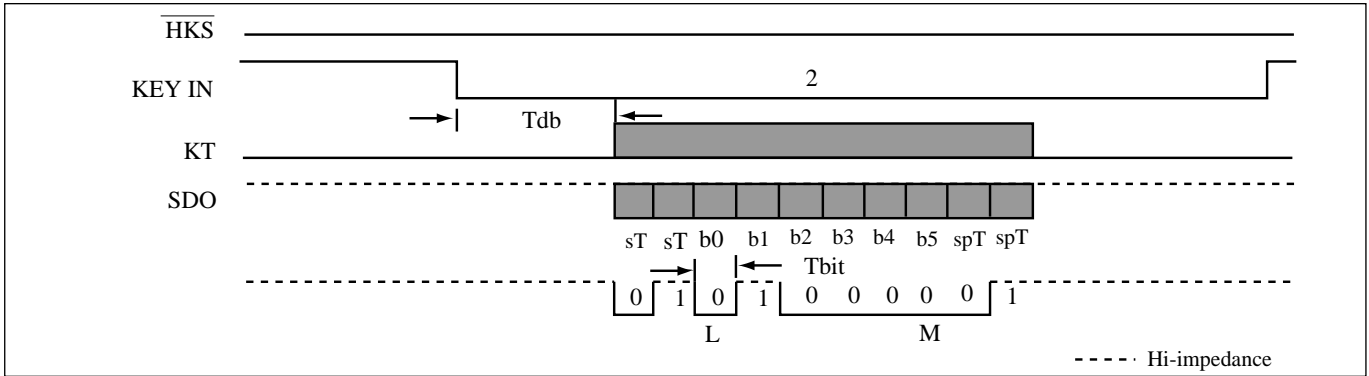 HKS
KEY IN
2
Tdb
KT
SDO
sT sT b0 b1 b2 b3 b4 b5 spT spT
Tbit
0 1 0 1 0 0 0 0 0 1
L M
Hi-impedance